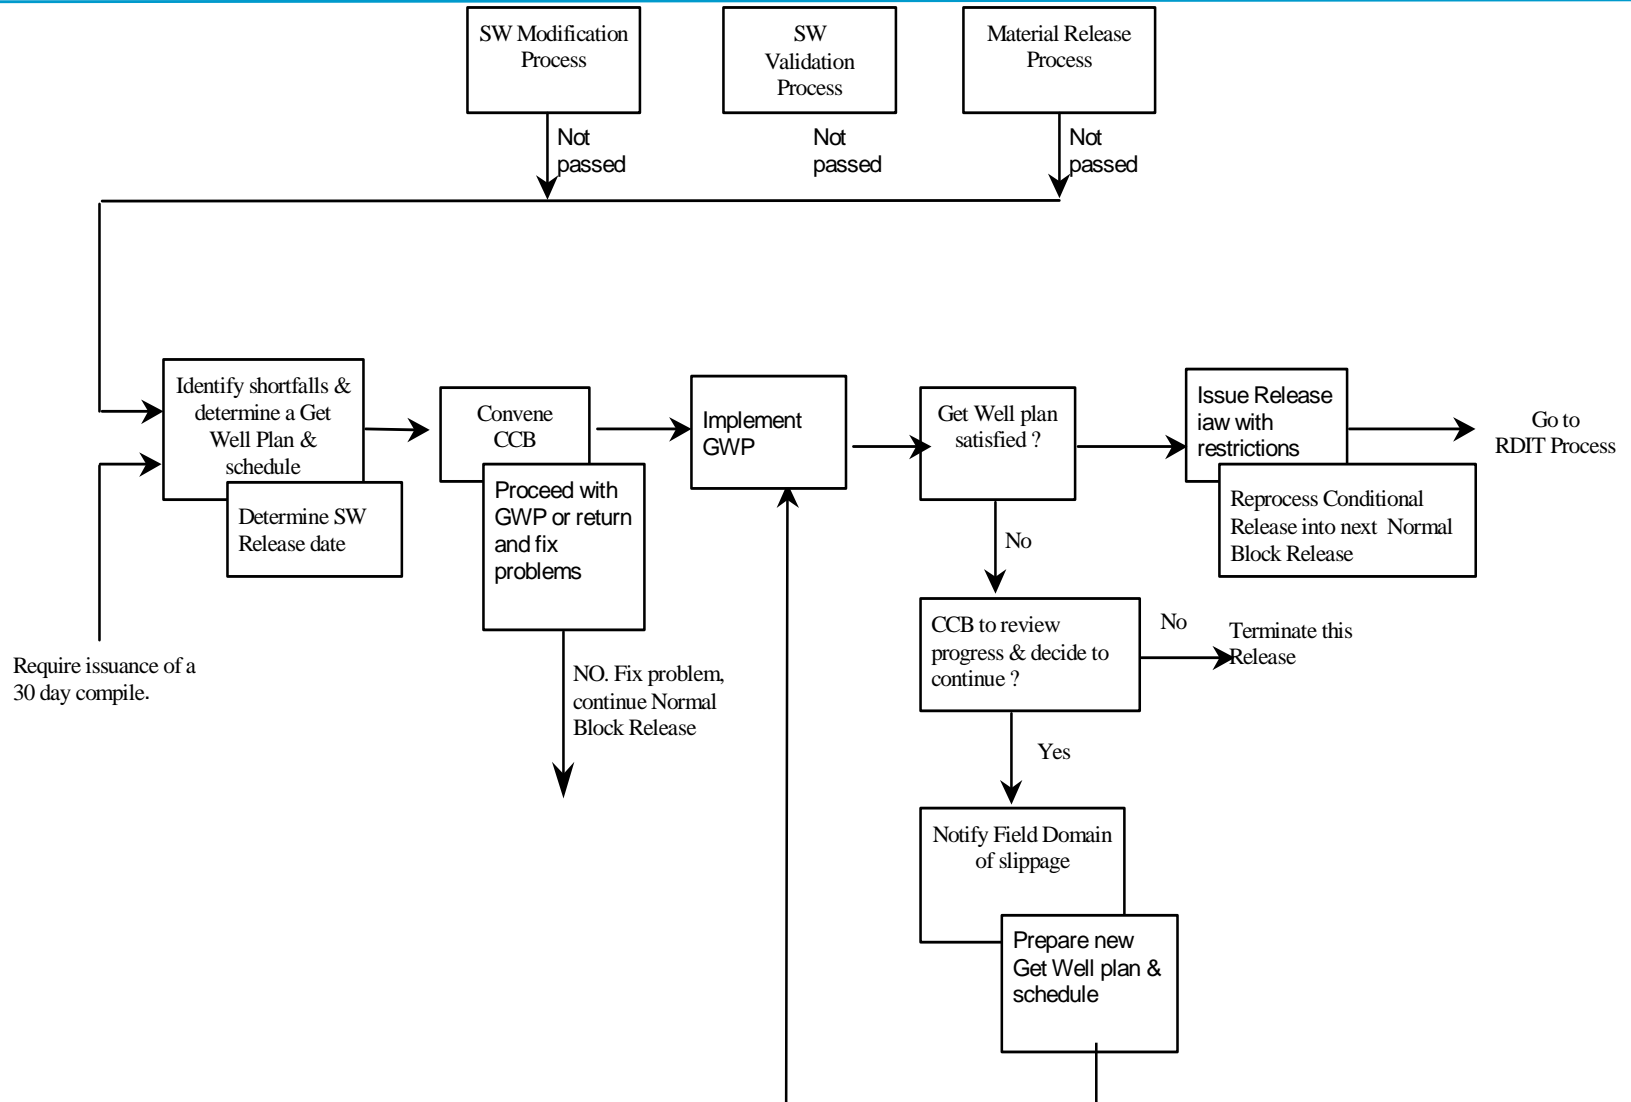 SW Modification
Process
SW
Validation
Process
Material Release
Process
Not
passed
Not
passed
Not
passed
Identify shortfalls &
determine a Get
Well Plan &
schedule
Determine SW
Release date
Convene
CCB
Proceed with
GWP or return
and fix
problems
Implement
GWP
Get Well plan
satisfied ?
Issue Release
iaw with
restrictions
Reprocess Conditional
Release into next Normal
Block Release
Go to
RDIT Process
No
CCB to review
progress & decide to
continue ?
No
Terminate this
Release
Require issuance of a
30 day compile.
NO. Fix problem,
continue Normal
Block Release
Yes
Notify Field Domain
of slippage
Prepare new
Get Well plan &
schedule